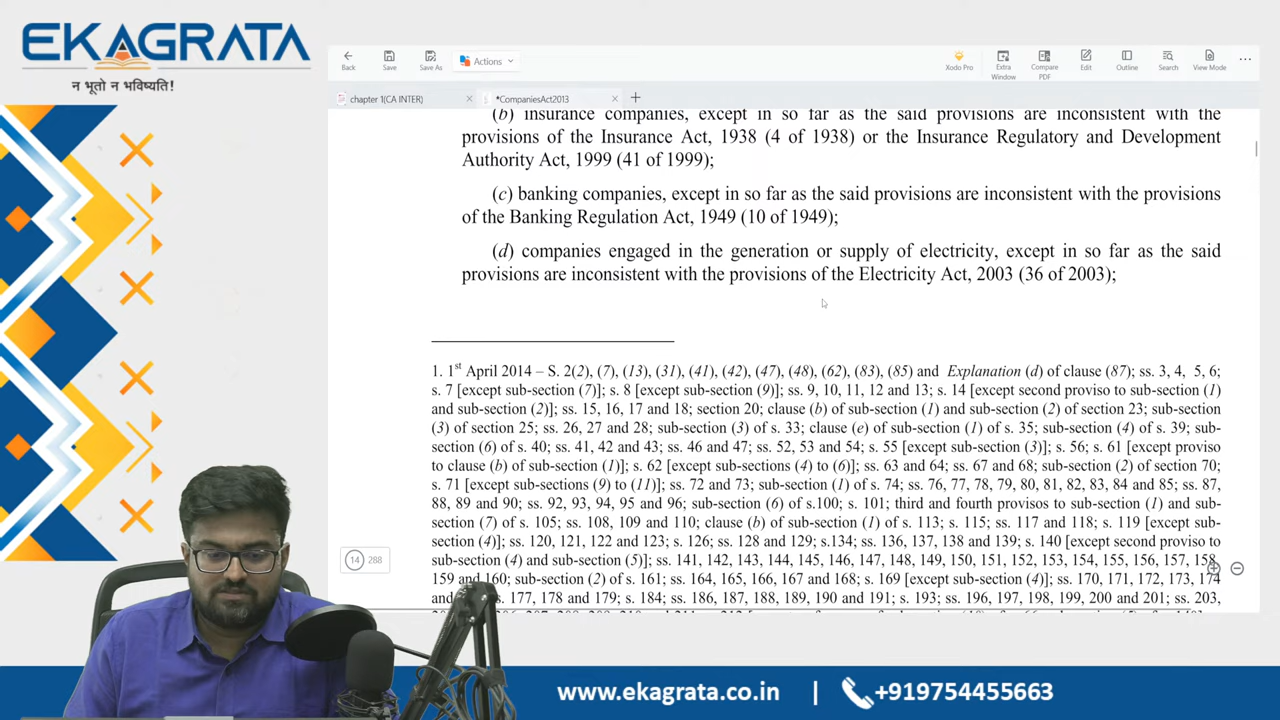 EKAGRATA
न भूतो न भविष्यति!
Back
Save
Save As
Actions
Xodo Pro
Extra Window
Compare PDF
Edit
Outline
Search
View Mode
chapter 1(CA INTER)
*CompaniesAct2013
(b) insurance companies, except in so far as the said provisions are inconsistent with the
provisions of the Insurance Act, 1938 (4 of 1938) or the Insurance Regulatory and Development
Authority Act, 1999 (41 of 1999);
(c) banking companies, except in so far as the said provisions are inconsistent with the provisions
of the Banking Regulation Act, 1949 (10 of 1949);
(d) companies engaged in the generation or supply of electricity, except in so far as the said
provisions are inconsistent with the provisions of the Electricity Act, 2003 (36 of 2003);
1. 1st April 2014 – S. 2(2), (7), (13), (31), (41), (42), (47), (48), (62), (83), (85) and Explanation (d) of clause (87); ss. 3, 4, 5, 6;
s. 7 [except sub-section (7)]; s. 8 [except sub-section (9)]; ss. 9, 10, 11, 12 and 13; s. 14 [except second proviso to sub-section (1)
and sub-section (2)]; ss. 15, 16, 17 and 18; section 20; clause (b) of sub-section (1) and sub-section (2) of section 23; sub-section
(3) of section 25; ss. 26, 27 and 28; sub-section (3) of s. 33; clause (e) of sub-section (1) of s. 35; sub-section (4) of s. 39; sub-
section (6) of s. 40; ss. 41, 42 and 43; ss. 46 and 47; ss. 52, 53 and 54; s. 55 [except sub-section (3)]; s. 56; s. 61 [except proviso
to clause (b) of sub-section (1)]; s. 62 [except sub-sections (4) to (6)]; ss. 63 and 64; ss. 67 and 68; sub-section (2) of section 70;
s. 71 [except sub-sections (9) to (11)]; ss. 72 and 73; sub-section (1) of s. 74; ss. 76, 77, 78, 79, 80, 81, 82, 83, 84 and 85; ss. 87,
88, 89 and 90; ss. 92, 93, 94, 95 and 96; sub-section (6) of s.100; s. 101; third and fourth provisos to sub-section (1) and sub-
section (7) of s. 105; ss. 108, 109 and 110; clause (b) of sub-section (1) of s. 113; s. 115; ss. 117 and 118; s. 119 [except sub-
section (4)]; ss. 120, 121, 122 and 123; s. 126; ss. 128 and 129; s.134; ss. 136, 137, 138 and 139; s. 140 [except second proviso to
sub-section (4) and sub-section (5)]; ss. 141, 142, 143, 144, 145, 146, 147, 148, 149, 150, 151, 152, 153, 154, 155, 156, 157, 158,
159 and 160; sub-section (2) of s. 161; ss. 164, 165, 166, 167 and 168; s. 169 [except sub-section (4)]; ss. 170, 171, 172, 173, 174
177, 178 and 179; s. 184; ss. 186, 187, 188, 189, 190 and 191; s. 193; ss. 196, 197, 198, 199, 200 and 201; ss. 203,
14 288
www.ekagrata.co.in | +919754455663